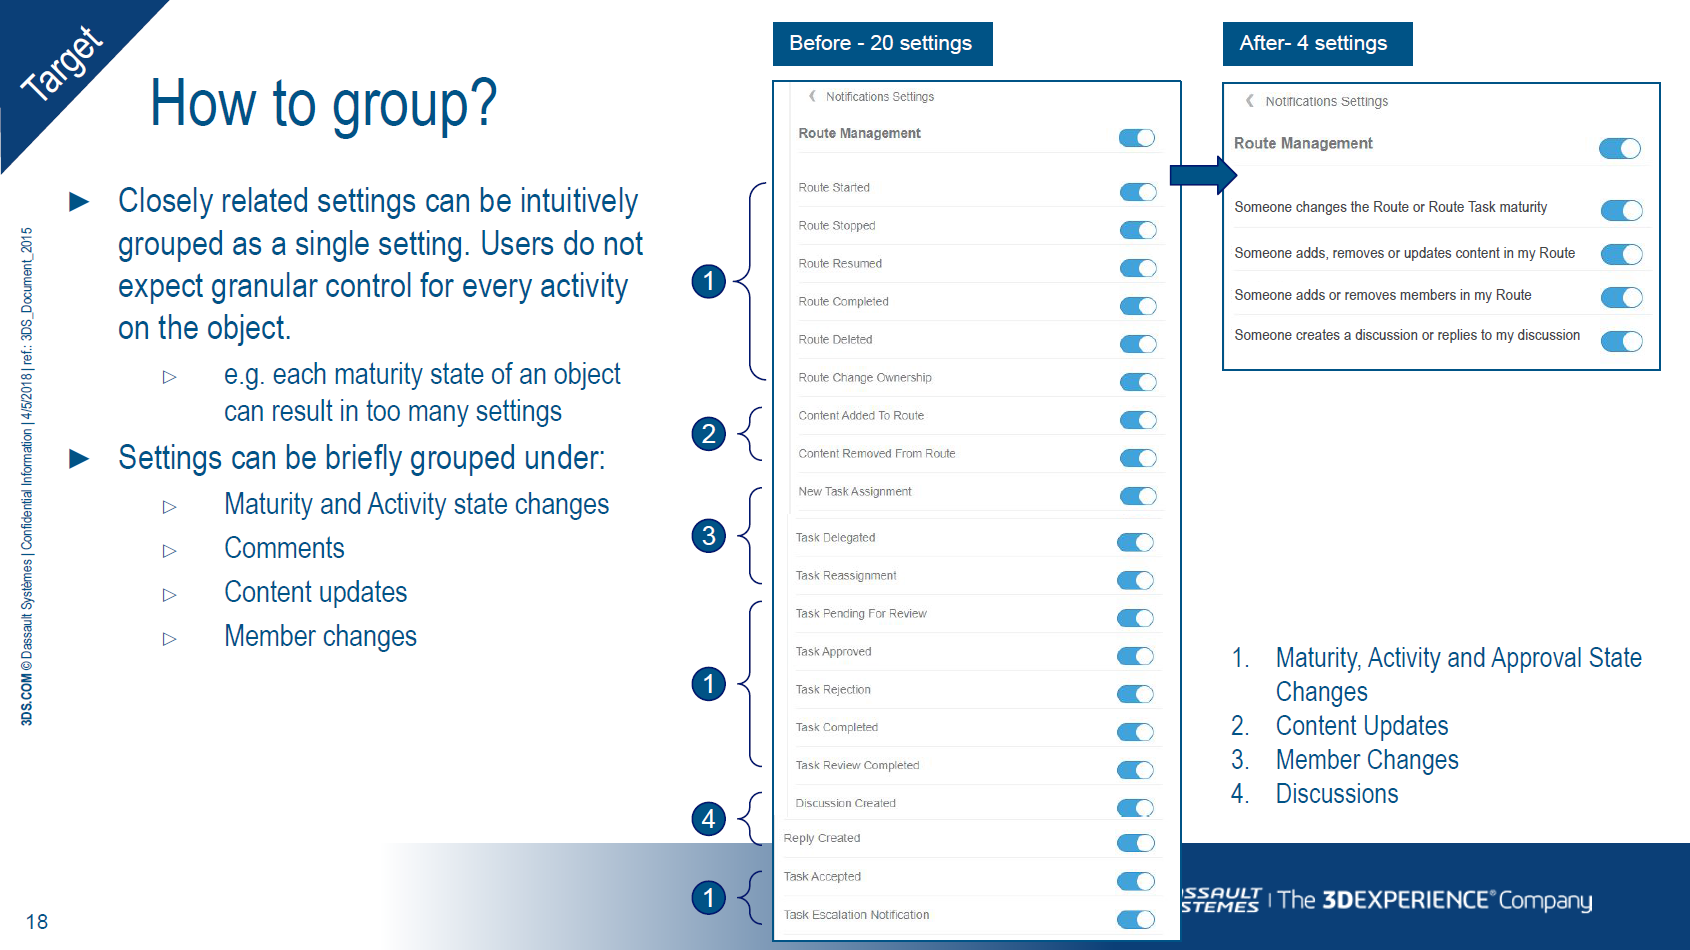 Target
How to group?
► Closely related settings can be intuitively
grouped as a single setting. Users do not
expect granular control for every activity
on the object.
▷ e.g. each maturity state of an object
can result in too many settings
► Settings can be briefly grouped under:
▷ Maturity and Activity state changes
▷ Comments
▷ Content updates
▷ Member changes
3DS.COM © Dassault Systèmes | Confidential Information | 4/5/2018 | ref.: 3DS_Document_2015
18
Before - 20 settings
Notifications Settings
Route Management
Route Started
Route Stopped
Route Resumed
1
Route Completed
Route Deleted
Route Change Ownership
Content Added To Route
2
Content Removed From Route
New Task Assignment
3
Task Delegated
Task Reassignment
Task Pending For Review
Task Approved
1
Task Rejection
Task Completed
Task Review Completed
Discussion Created
4
Reply Created
Task Accepted
1
Task Escalation Notification
After- 4 settings
Notifications Settings
Route Management
Someone changes the Route or Route Task maturity
Someone adds, removes or updates content in my Route
Someone adds or removes members in my Route
Someone creates a discussion or replies to my discussion
1. Maturity, Activity and Approval State
Changes
2. Content Updates
3. Member Changes
4. Discussions
SSAULT
STEMES | The 3DEXPERIENCE® Company